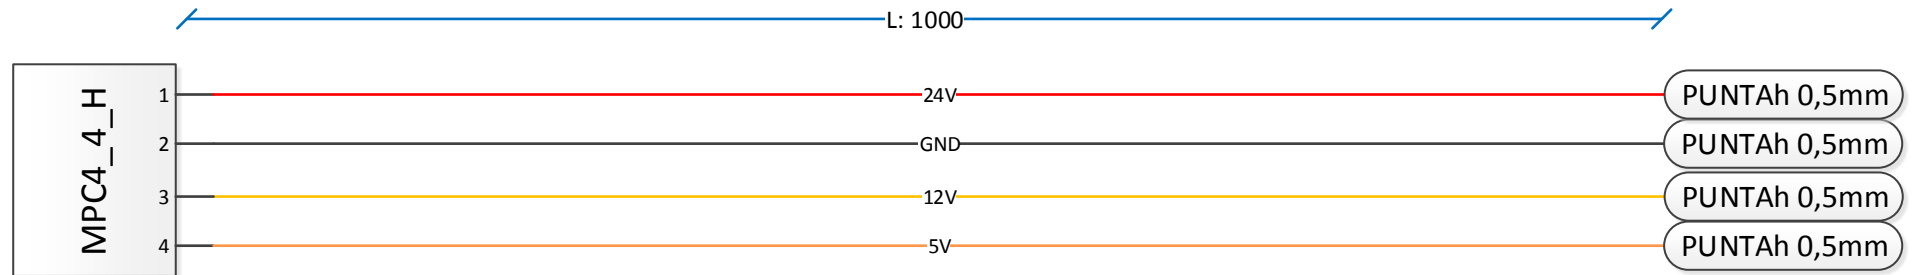 L: 1000
MPC4_4_H
1 24V PUNTAh 0,5mm
2 GND PUNTAh 0,5mm
3 12V PUNTAh 0,5mm
4 5V PUNTAh 0,5mm